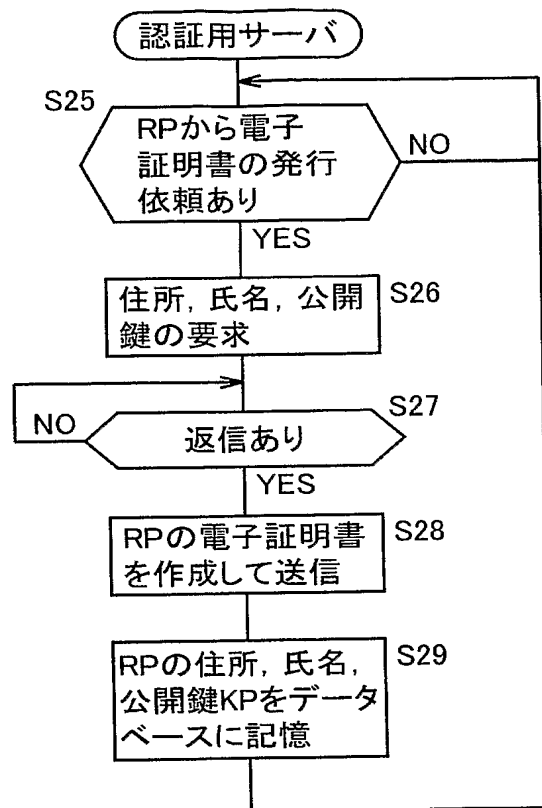 認証用サーバ
S25
RPから電子
証明書の発行
依頼あり
NO
YES
住所, 氏名, 公開
鍵の要求
S26
NO
返信あり
S27
YES
RPの電子証明書
を作成して送信
S28
RPの住所, 氏名,
公開鍵KPをデータ
ベースに記憶
S29